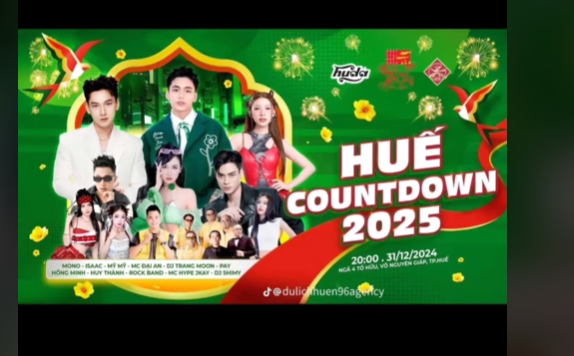 huda
HUẾ
COUNTDOWN
2025
20:00 . 31/12/2024
NGÃ 4 TỐ HỮU, VÕ NGUYÊN GIÁP, TP.HUẾ
MONO - ISAAC - MỸ MỸ - MC ĐẠI AN - DJ TRANG MOON - PAY
HỒNG MINH - HUY THÀNH - ROCK BAND - MC HYPE JKAY - DJ SHIMY
@dulichhuen96agency